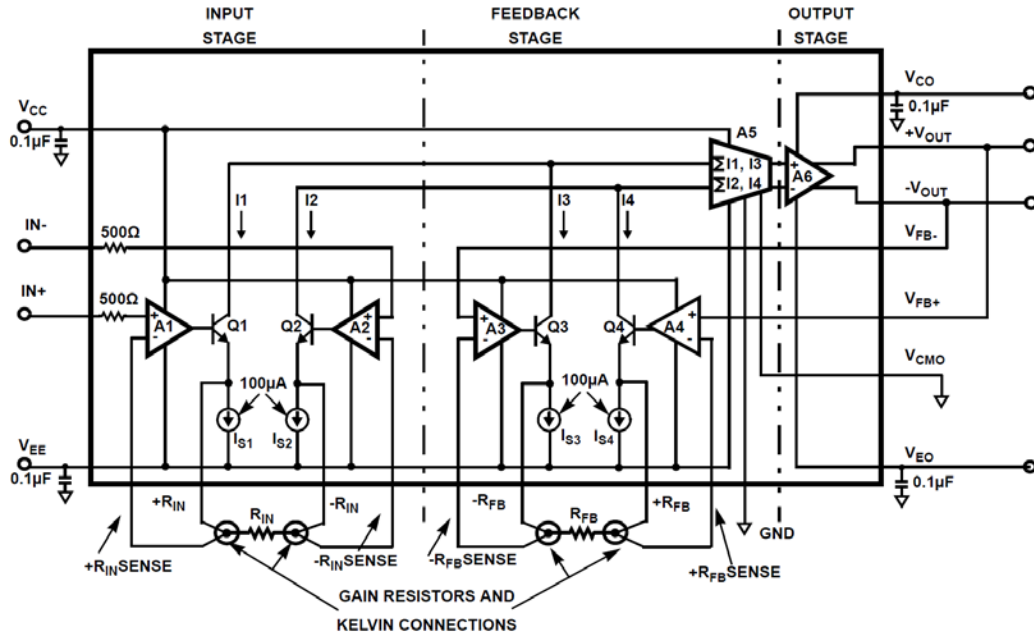 INPUT
STAGE
FEEDBACK
STAGE
OUTPUT
STAGE
VCC
0.1µF
A5
VCO
0.1µF
+VOUT
ΣI1, I3
ΣI2, I4
+
-
A6
-VOUT
I1
I2
I3
I4
IN-
500Ω
VFB-
IN+
500Ω
+
-
A1
Q1
Q2
+
-
A2
+
-
A3
Q3
Q4
+
-
A4
VFB+
VCMO
100µA
100µA
IS1
IS2
IS3
IS4
VEE
0.1µF
VEO
0.1µF
+RIN
RIN
-RIN
-RFB
RFB
+RFB
GND
+RINSENSE
-RINSENSE
-RFBSENSE
+RFBSENSE
GAIN RESISTORS AND
KELVIN CONNECTIONS